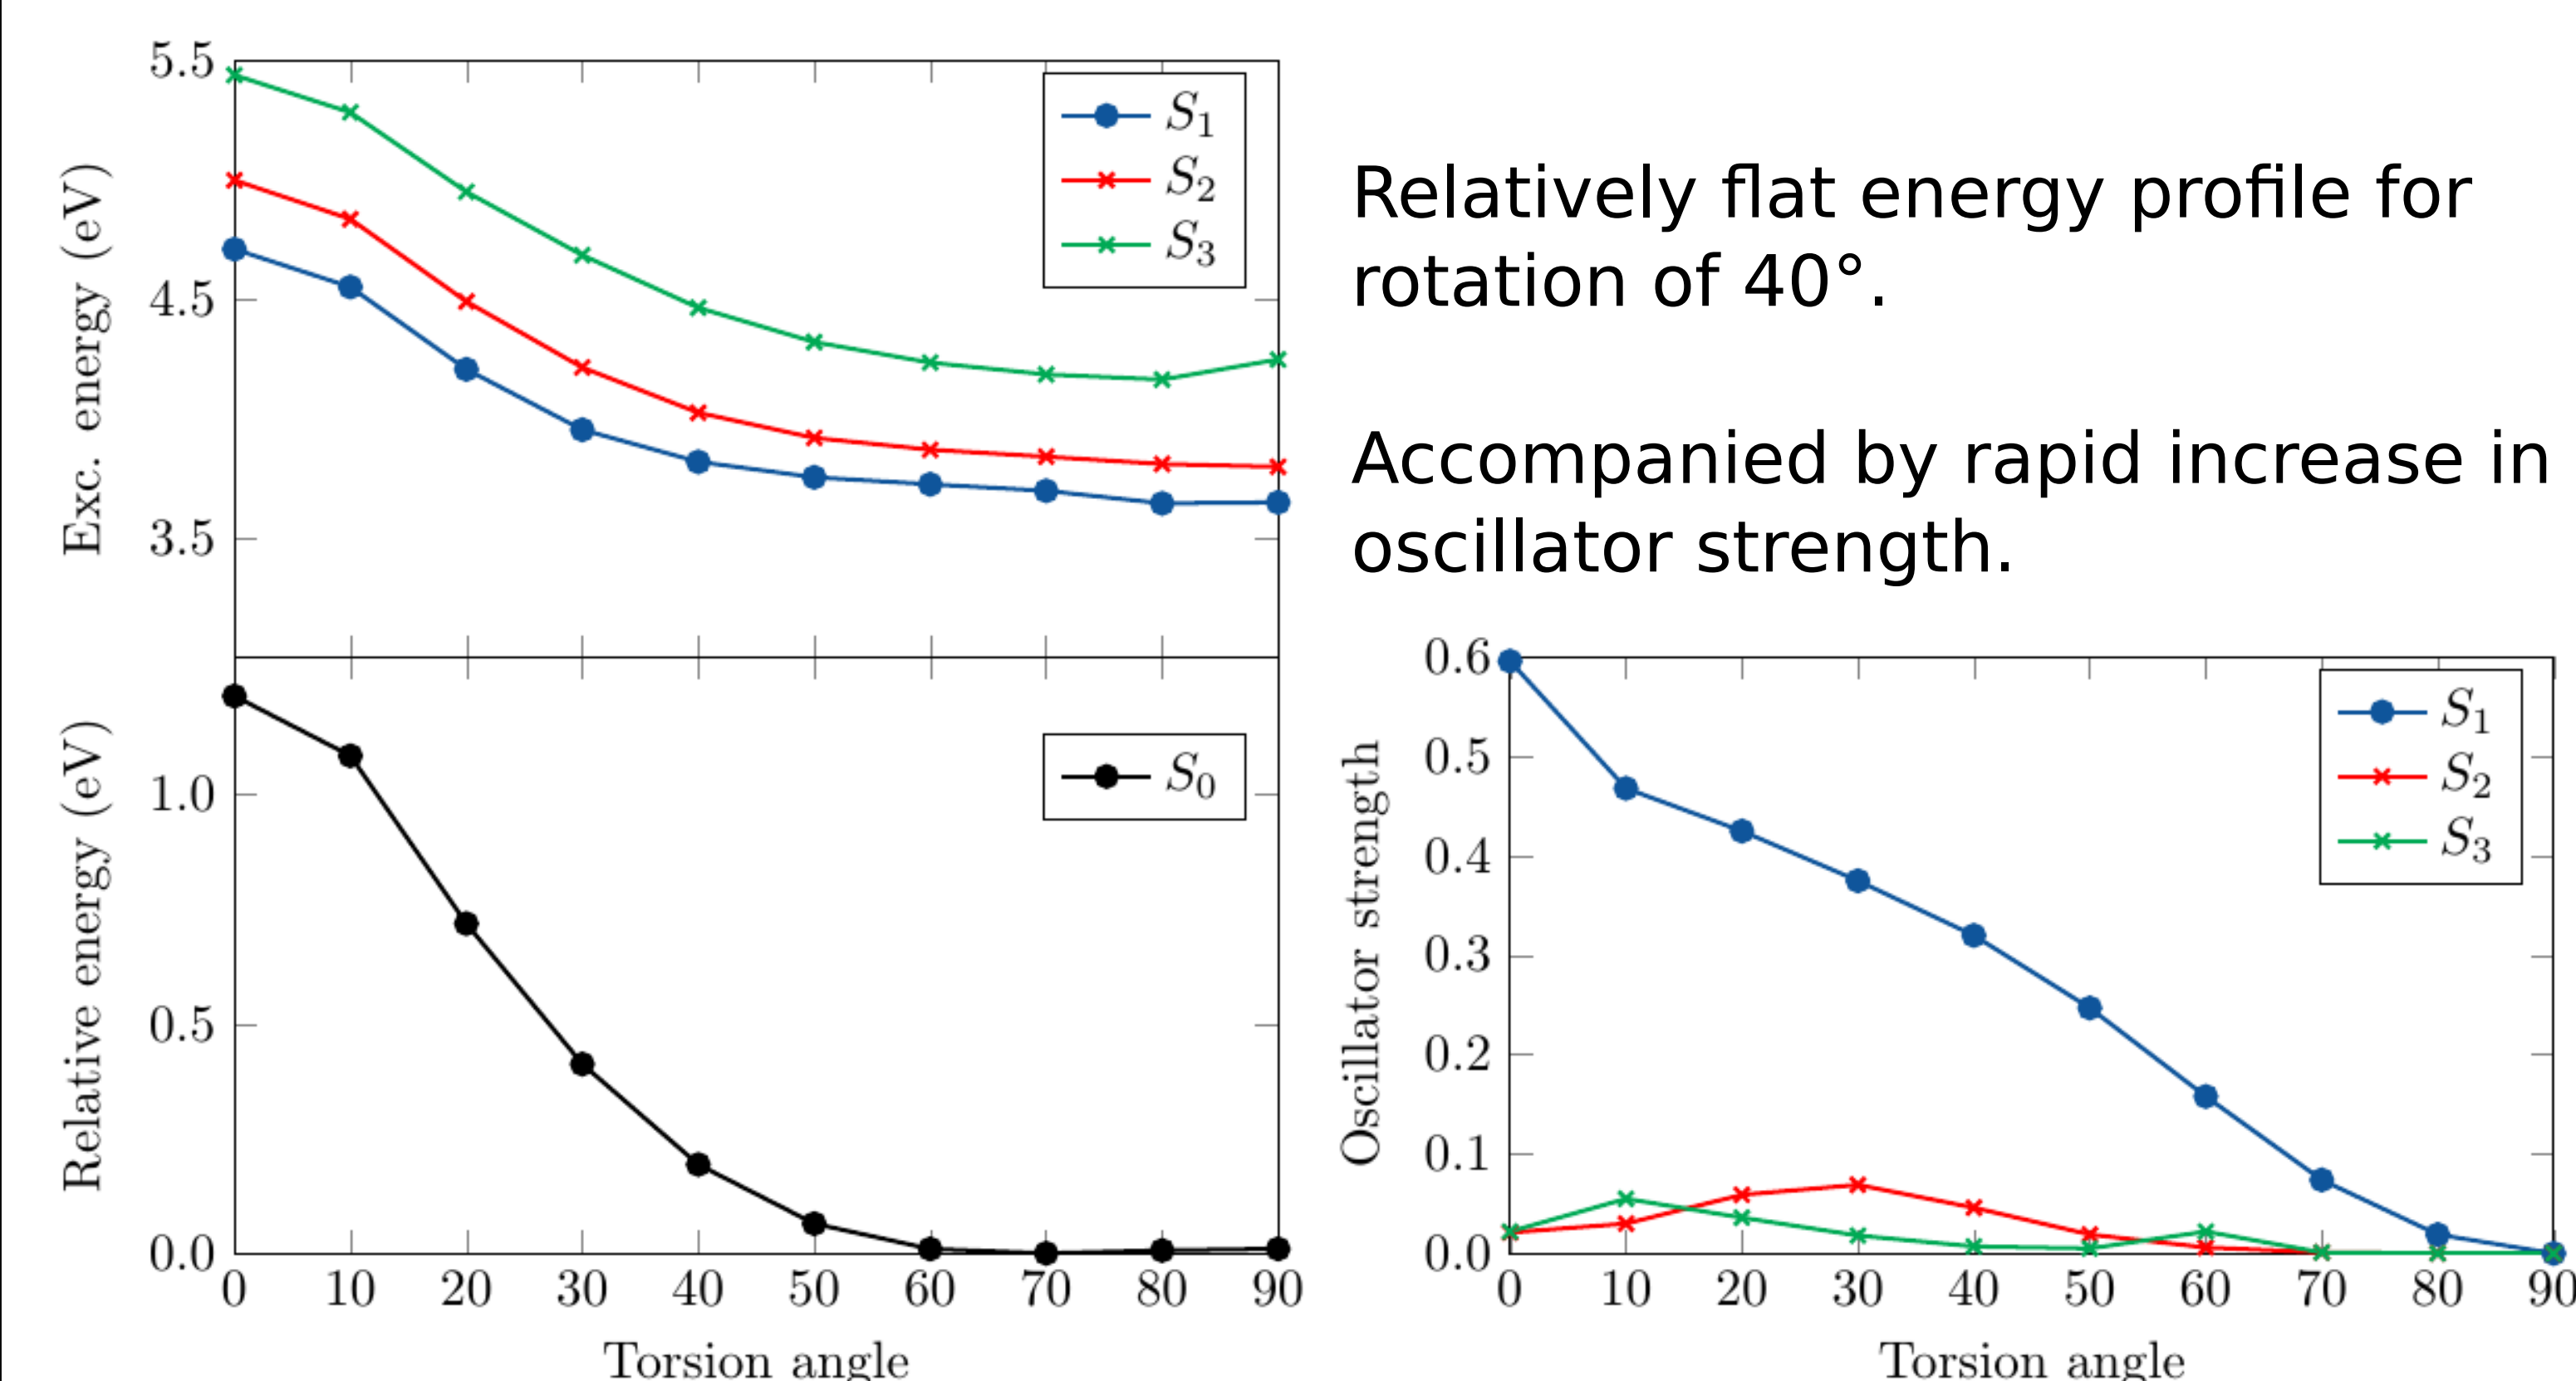 5.5
4.5
3.5
Exc. energy (eV)
S₁
S₂
S₃
Relatively flat energy profile for
rotation of 40°.
Accompanied by rapid increase in
oscillator strength.
1.0
0.5
0.0
Relative energy (eV)
S₀
0 10 20 30 40 50 60 70 80 90
Torsion angle
0.6
0.5
0.4
0.3
0.2
0.1
0.0
Oscillator strength
S₁
S₂
S₃
0 10 20 30 40 50 60 70 80 90
Torsion angle